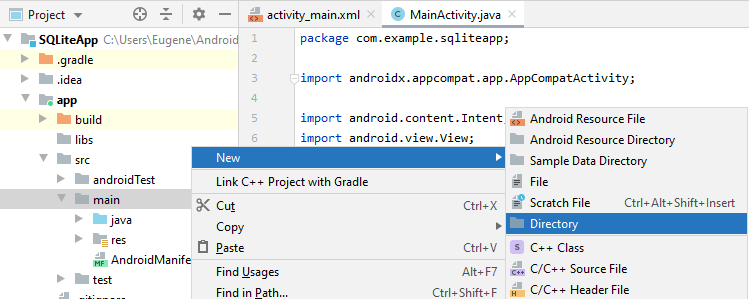 Project
activity_main.xml
MainActivity.java
SQLiteApp C:\Users\Eugene\Android
.gradle
.idea
app
build
libs
src
androidTest
main
java
res
MF
AndroidManife
test
1
2
3
4
5
6
package com.example.sqliteapp;
import androidx.appcompat.app.AppCompatActivity;
import android.content.Intent
import android.view.View;
New
Link C++ Project with Gradle
Cut Ctrl+X
Copy
Paste Ctrl+V
Find Usages Alt+F7
Find in Path... Ctrl+Shift+F
Android Resource File
Android Resource Directory
Sample Data Directory
File
Scratch File Ctrl+Alt+Shift+Insert
Directory
S C++ Class
C++ C/C++ Source File
H C/C++ Header File